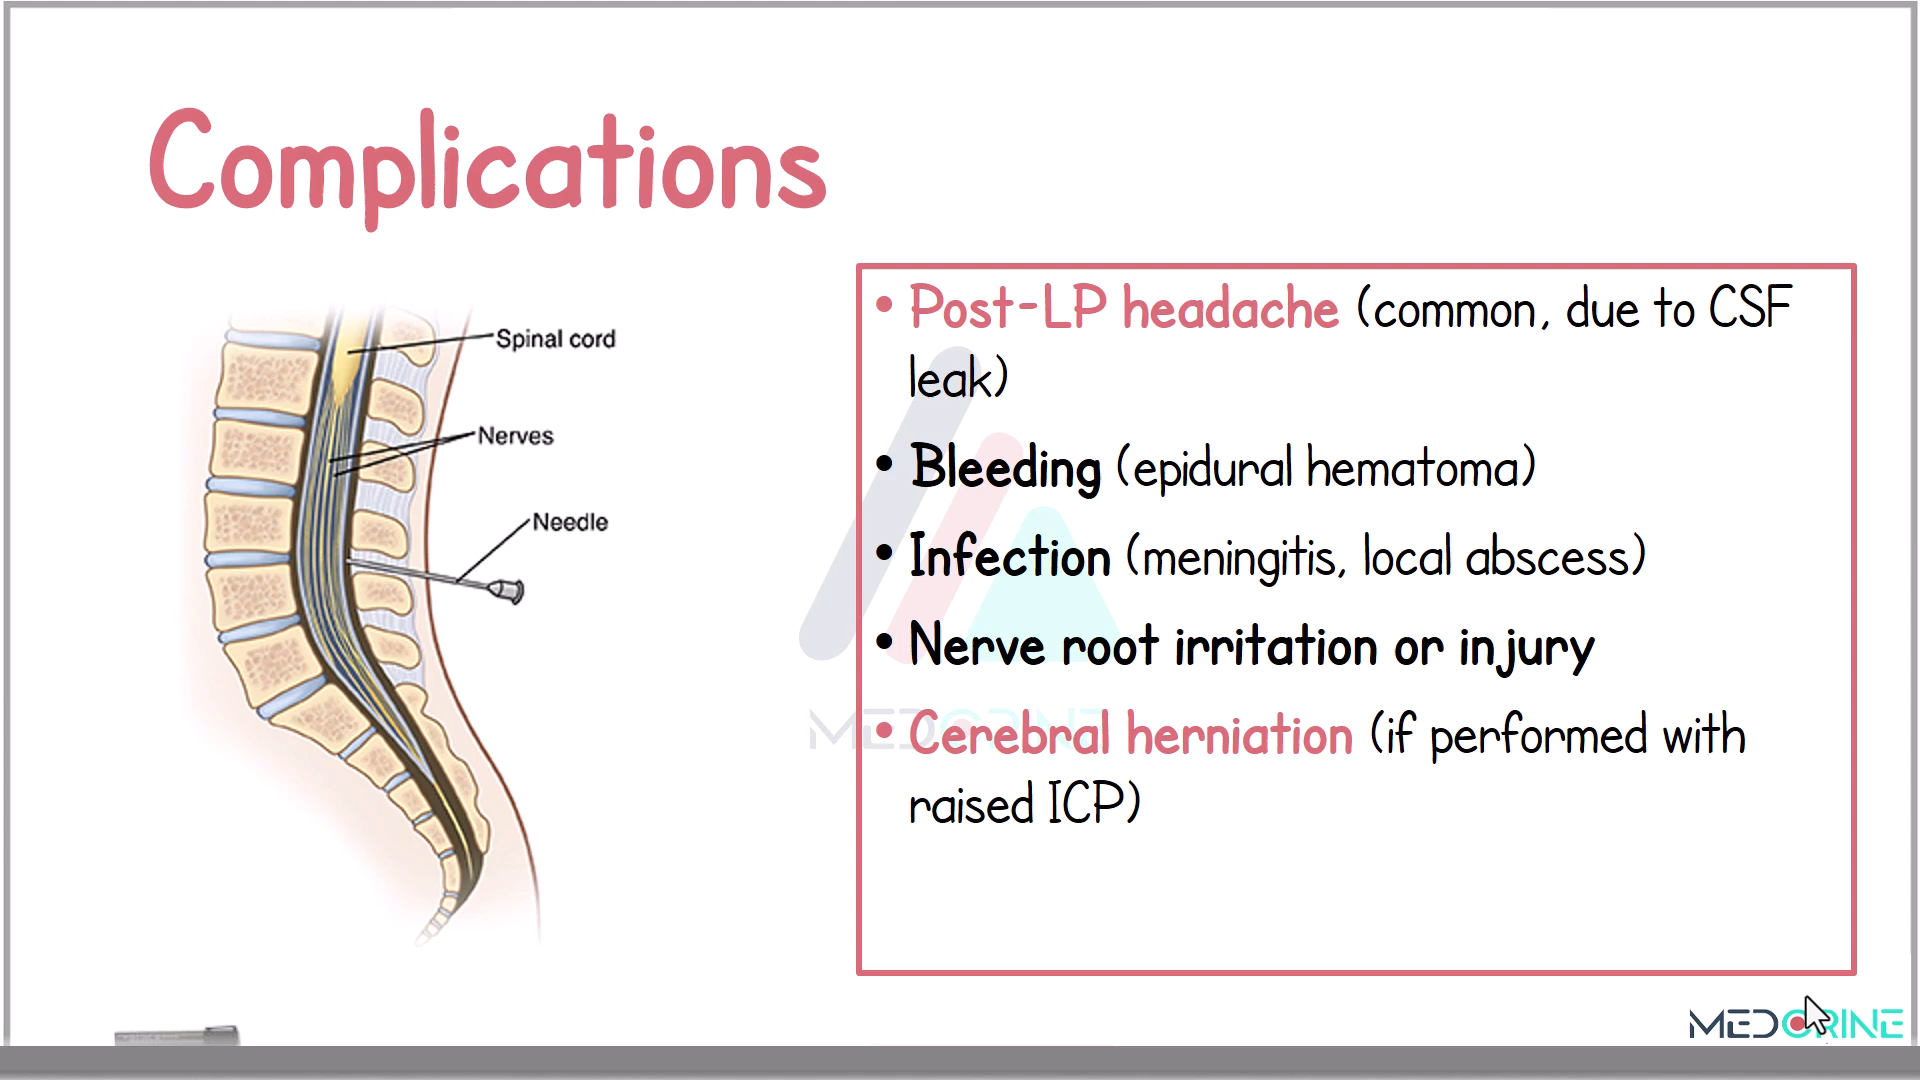 Complications
Spinal cord
Nerves
Needle
• Post-LP headache (common, due to CSF
leak)
• Bleeding (epidural hematoma)
• Infection (meningitis, local abscess)
• Nerve root irritation or injury
• Cerebral herniation (if performed with
raised ICP)
MEDCRINE